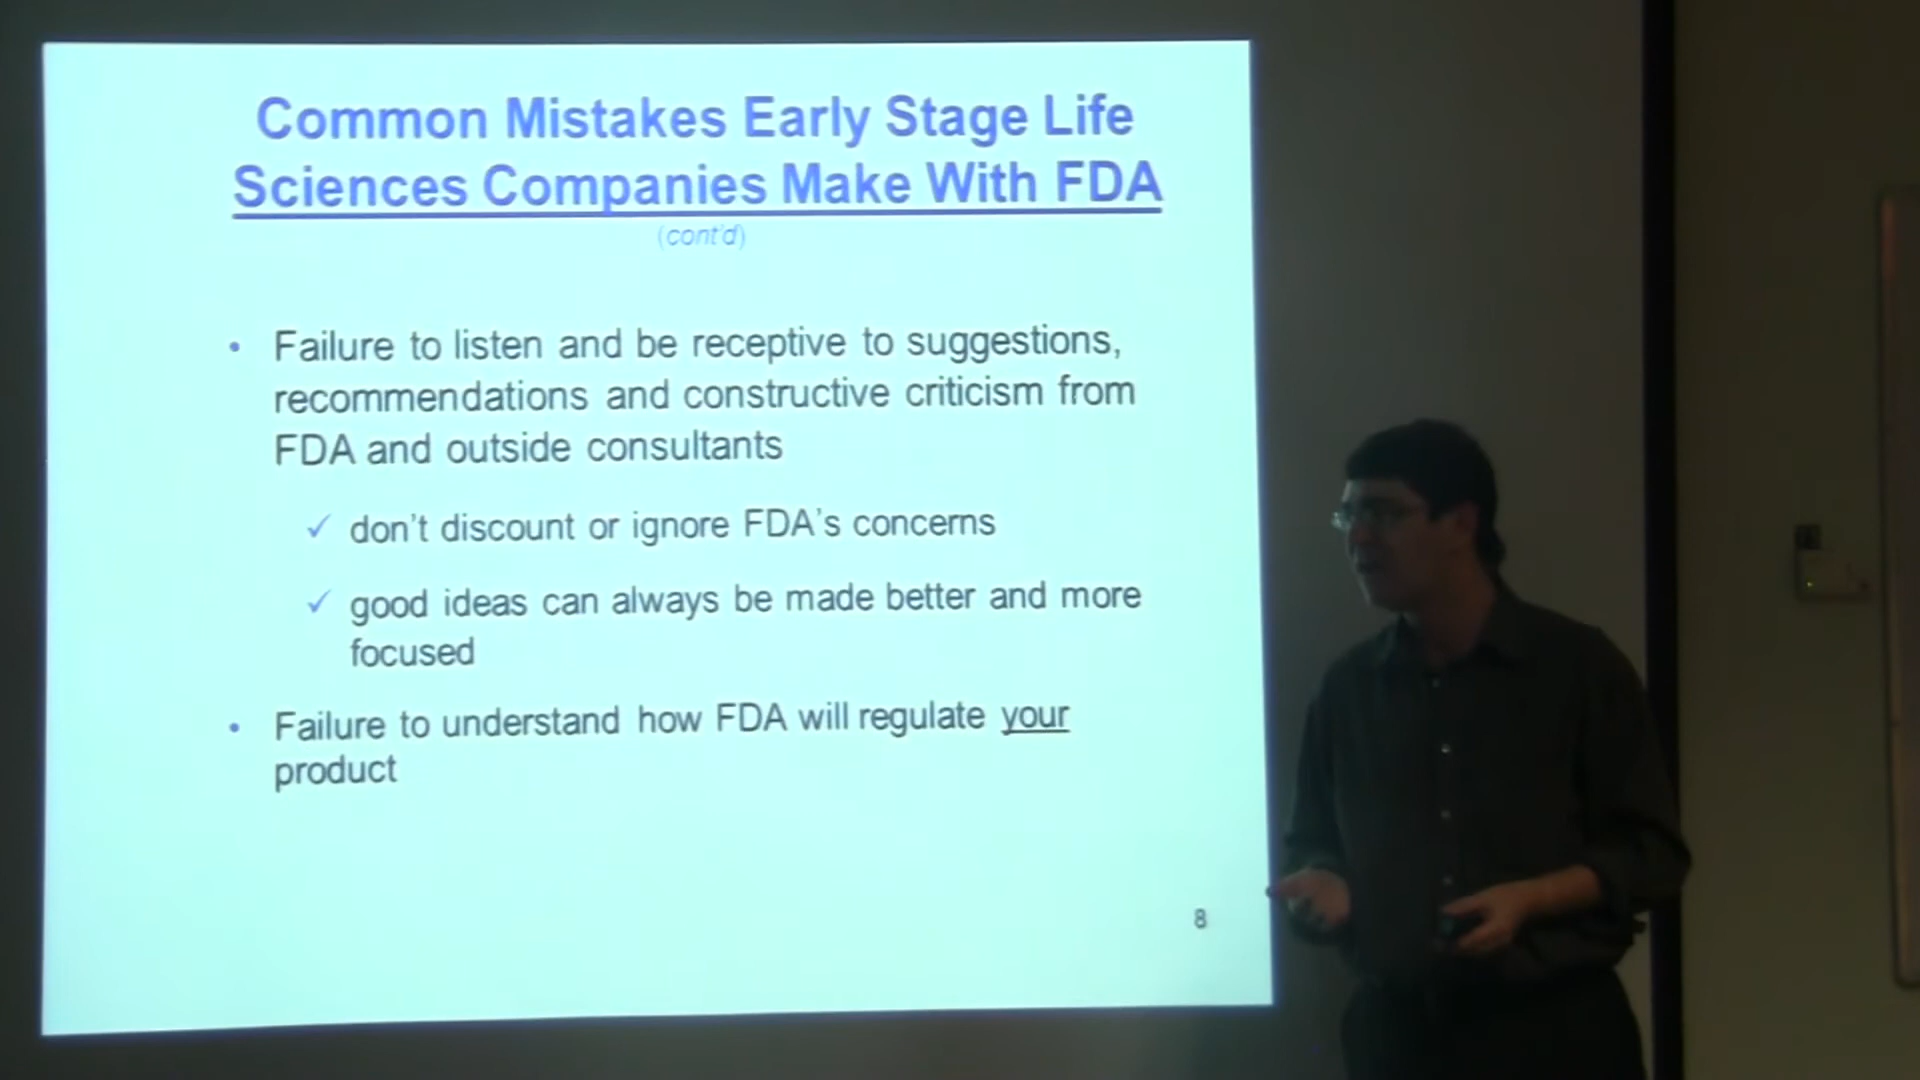 Common Mistakes Early Stage Life
Sciences Companies Make With FDA
(cont'd)
• Failure to listen and be receptive to suggestions,
recommendations and constructive criticism from
FDA and outside consultants
✓ don't discount or ignore FDA's concerns
✓ good ideas can always be made better and more
focused
• Failure to understand how FDA will regulate your
product
8